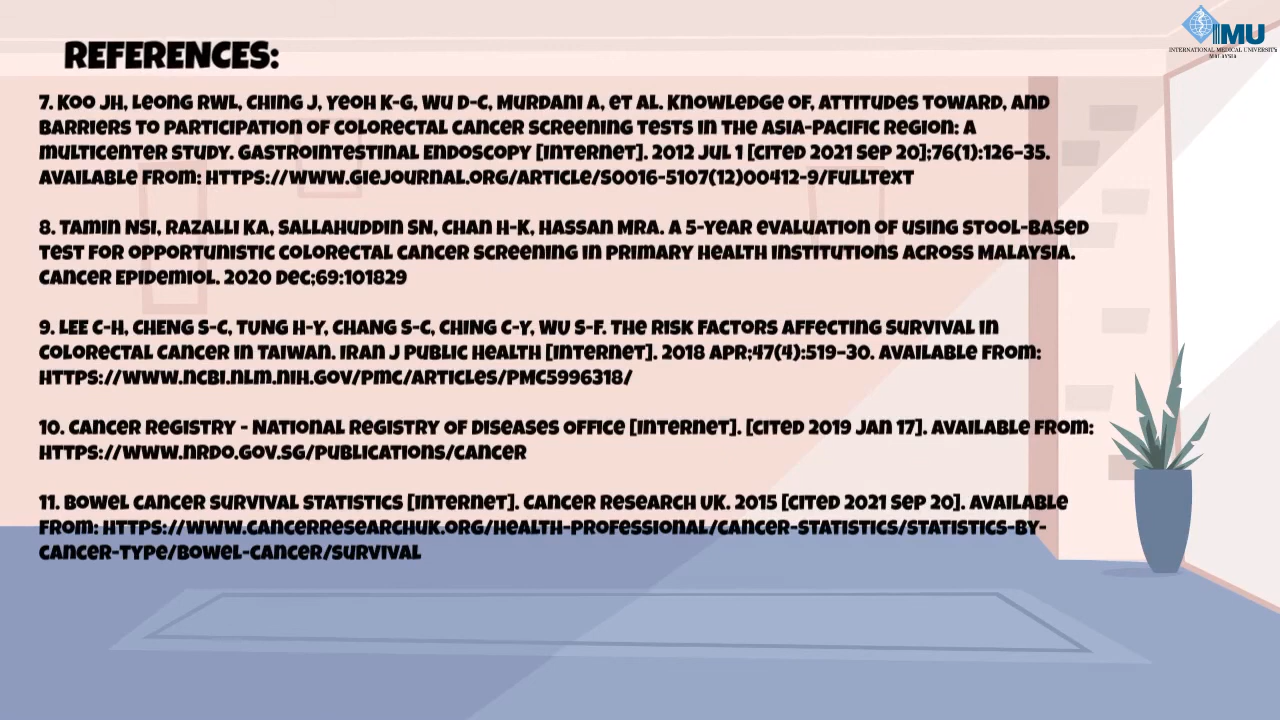 REFERENCES:
IMU
INTERNATIONAL MEDICAL UNIVERSITY
MALAYSIA
7. Koo JH, Leong RWL, Ching J, Yeoh K-G, Wu D-C, Murdani A, et al. Knowledge of, attitudes toward, and
barriers to participation of colorectal cancer screening tests in the Asia-Pacific region: a
multicenter study. Gastrointestinal Endoscopy [Internet]. 2012 Jul 1 [cited 2021 Sep 20];76(1):126–35.
Available from: https://www.giejournal.org/article/S0016-5107(12)00412-9/fulltext
8. Tamin NSI, Razalli KA, Sallahuddin SN, Chan H-K, Hassan MRA. A 5-year evaluation of using stool-based
test for opportunistic colorectal cancer screening in primary health institutions across Malaysia.
Cancer Epidemiol. 2020 Dec;69:101829
9. LEE C-H, CHENG S-C, TUNG H-Y, CHANG S-C, CHING C-Y, WU S-F. The Risk Factors Affecting Survival in
Colorectal Cancer in Taiwan. Iran J Public Health [Internet]. 2018 Apr;47(4):519–30. Available from:
https://www.ncbi.nlm.nih.gov/pmc/articles/PMC5996318/
10. Cancer Registry - National Registry of Diseases Office [Internet]. [cited 2019 Jan 17]. Available from:
https://www.nrdo.gov.sg/publications/cancer
11. Bowel cancer survival statistics [Internet]. Cancer Research UK. 2015 [cited 2021 Sep 20]. Available
from: https://www.cancerresearchuk.org/health-professional/cancer-statistics/statistics-by-
cancer-type/bowel-cancer/survival